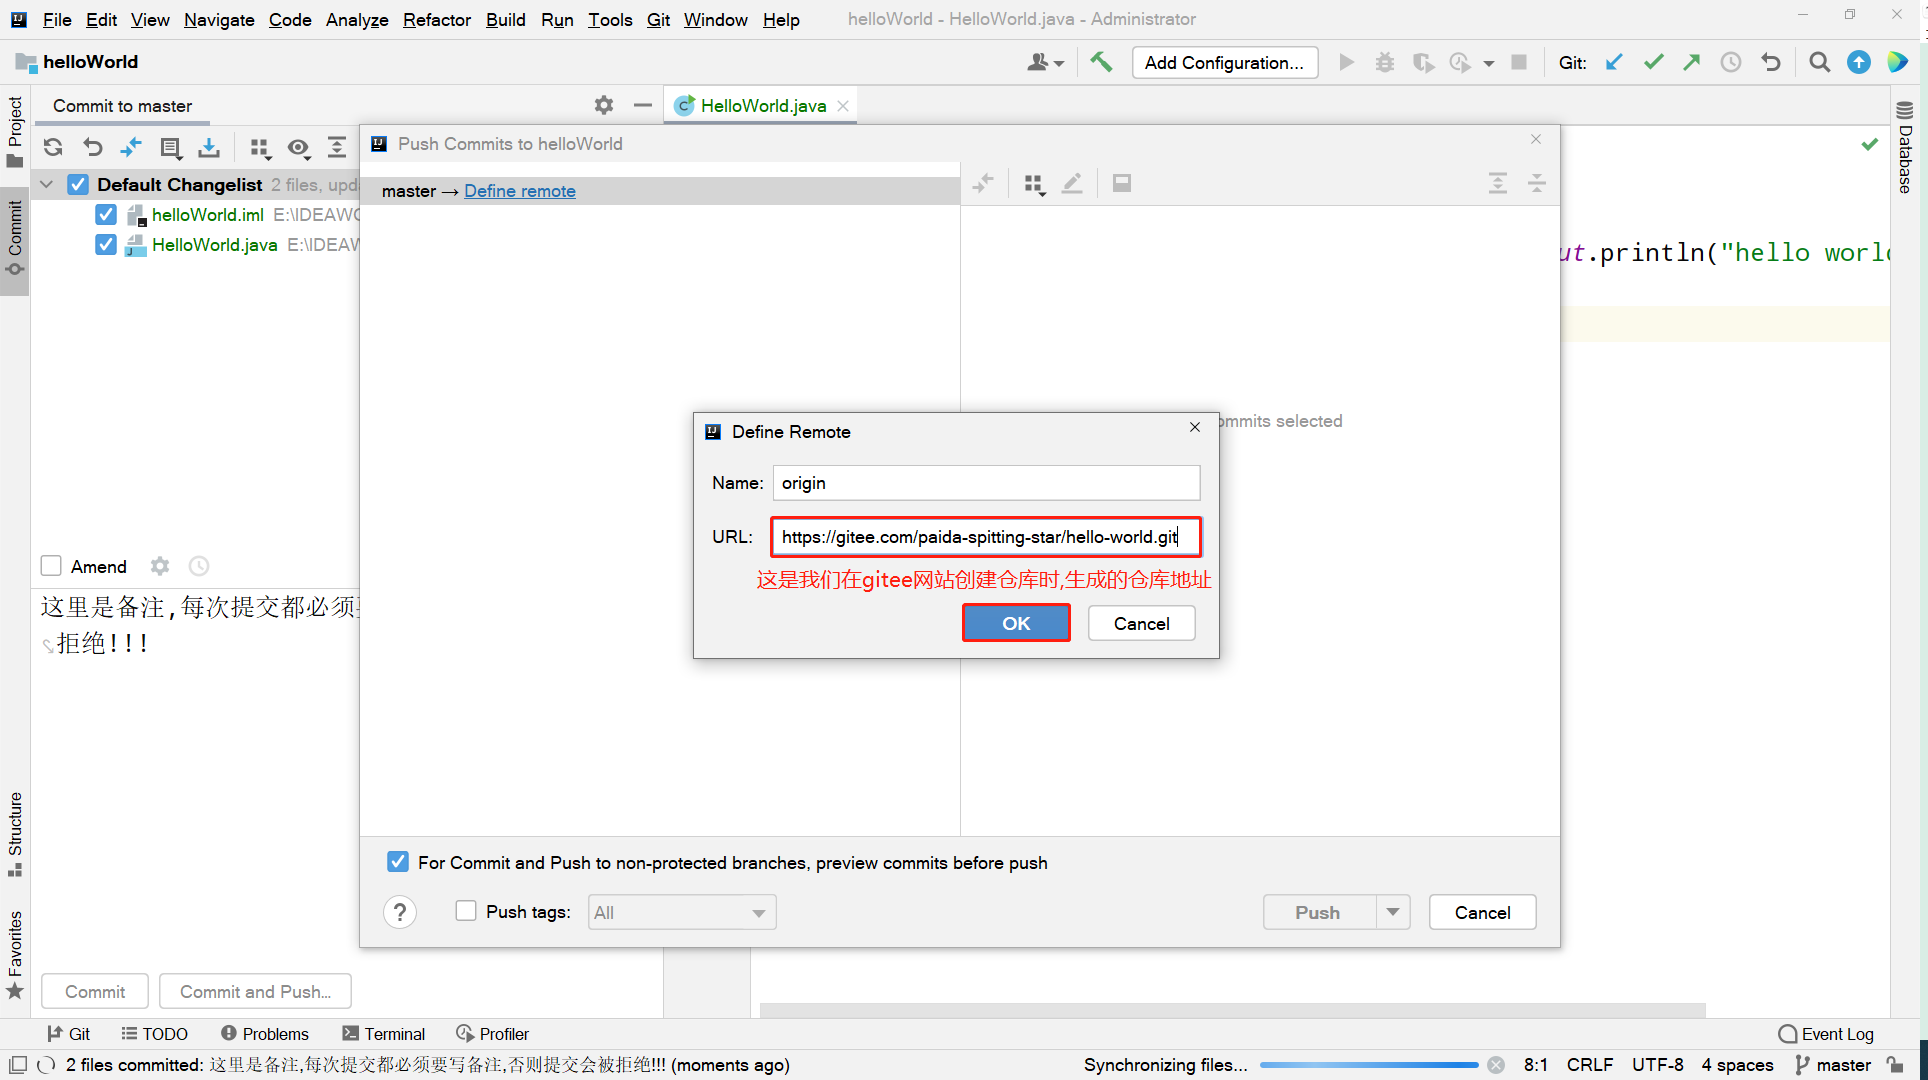 File Edit View Navigate Code Analyze Refactor Build Run Tools Git Window Help helloWorld - HelloWorld.java - Administrator
helloWorld Add Configuration... Git:
Commit to master HelloWorld.java
Project
Commit
Structure
Favorites
Database
Push Commits to helloWorld
Default Changelist 2 files, upd
master → Define remote
helloWorld.iml E:\IDEAWO
HelloWorld.java E:\IDEAW
ut.println("hello world
ommits selected
Define Remote
Name: origin
URL: https://gitee.com/paida-spitting-star/hello-world.git
这是我们在gitee网站创建仓库时,生成的仓库地址
OK Cancel
Amend
这里是备注,每次提交都必须要
拒绝!!!
For Commit and Push to non-protected branches, preview commits before push
? Push tags: All Push Cancel
Commit Commit and Push...
Git TODO Problems Terminal Profiler Event Log
2 files committed: 这里是备注,每次提交都必须要写备注,否则提交会被拒绝!!! (moments ago) Synchronizing files... 8:1 CRLF UTF-8 4 spaces master